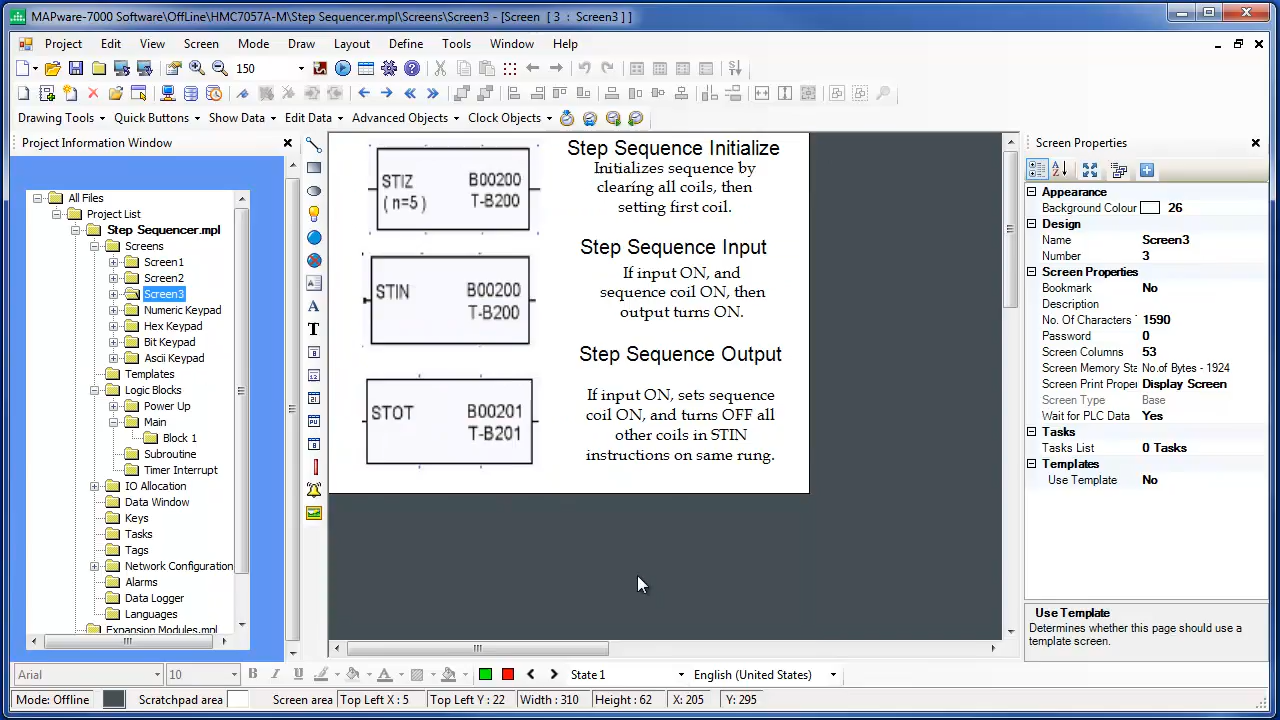 MAPware-7000 Software\OffLine\HMC7057A-M\Step Sequencer.mpl\Screens\Screen3 - [Screen [ 3 : Screen3 ] ]
Project Edit View Screen Mode Draw Layout Define Tools Window Help
150
Drawing Tools Quick Buttons Show Data Edit Data Advanced Objects Clock Objects
Project Information Window
All Files
Project List
Step Sequencer.mpl
Screens
Screen1
Screen2
Screen3
Numeric Keypad
Hex Keypad
Bit Keypad
Ascii Keypad
Templates
Logic Blocks
Power Up
Main
Block 1
Subroutine
Timer Interrupt
IO Allocation
Data Window
Keys
Tasks
Tags
Network Configuration
Alarms
Data Logger
Languages
Expansion Modules.mpl
STIZ B00200
( n=5 ) T-B200
Step Sequence Initialize
Initializes sequence by
clearing all coils, then
setting first coil.
STIN B00200
T-B200
Step Sequence Input
If input ON, and
sequence coil ON, then
output turns ON.
STOT B00201
T-B201
Step Sequence Output
If input ON, sets sequence
coil ON, and turns OFF all
other coils in STIN
instructions on same rung.
Screen Properties
Appearance
Background Colour 26
Design
Name Screen3
Number 3
Screen Properties
Bookmark No
Description
No. Of Characters 1590
Password 0
Screen Columns 53
Screen Memory Sta No.of Bytes - 1924
Screen Print Proper Display Screen
Screen Type Base
Wait for PLC Data Yes
Tasks
Tasks List 0 Tasks
Templates
Use Template No
Use Template
Determines whether this page should use a
template screen.
Arial 10 B I U A State 1 English (United States)
Mode: Offline Scratchpad area Screen area Top Left X : 5 Top Left Y : 22 Width : 310 Height : 62 X: 205 Y: 295